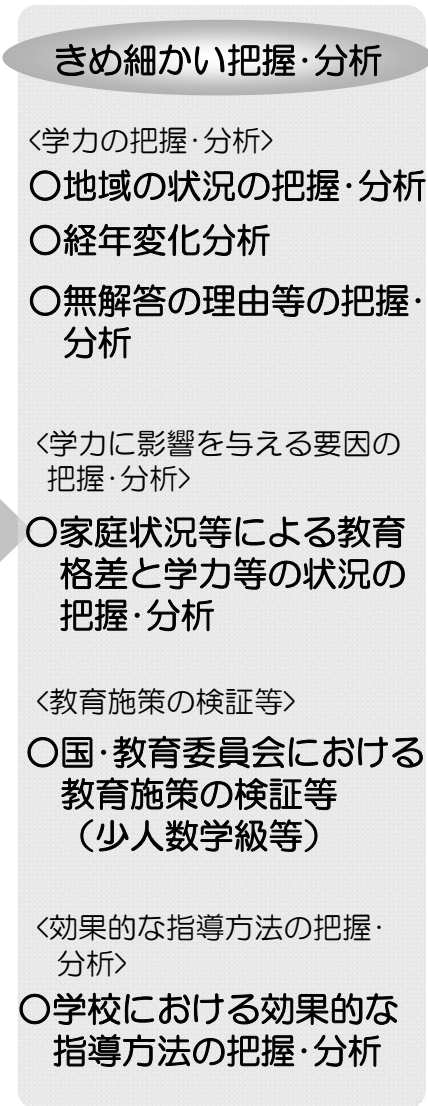 きめ細かい把握･分析
<学力の把握･分析>
○地域の状況の把握･分析
○経年変化分析
○無解答の理由等の把握･
分析
<学力に影響を与える要因の
把握･分析>
○家庭状況等による教育
格差と学力等の状況の
把握･分析
<教育施策の検証等>
○国･教育委員会における
教育施策の検証等
（少人数学級等）
<効果的な指導方法の把握･
分析>
○学校における効果的な
指導方法の把握･分析